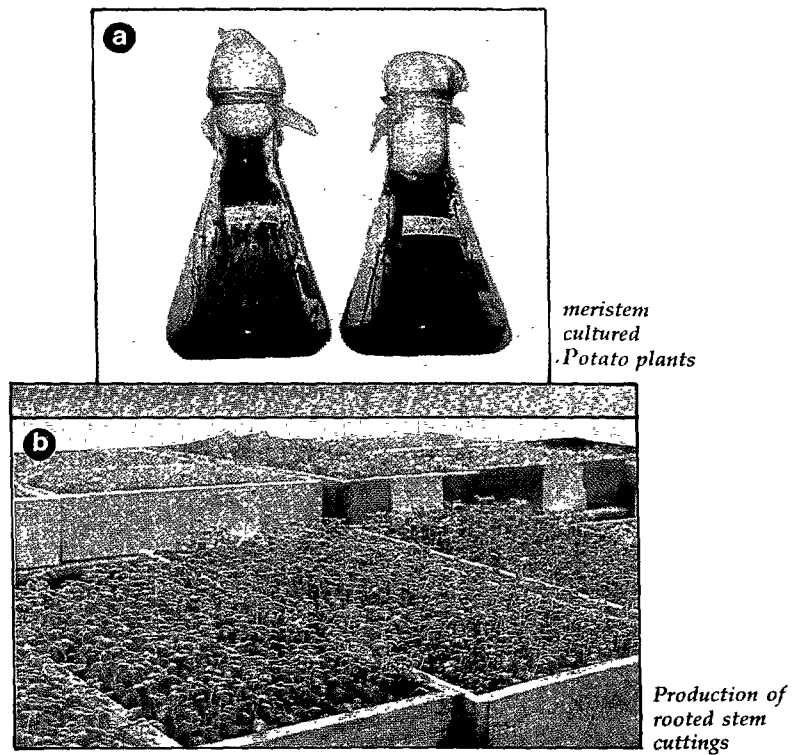 a
meristem
cultured
.Potato plants
b
Production of
rooted stem
cuttings